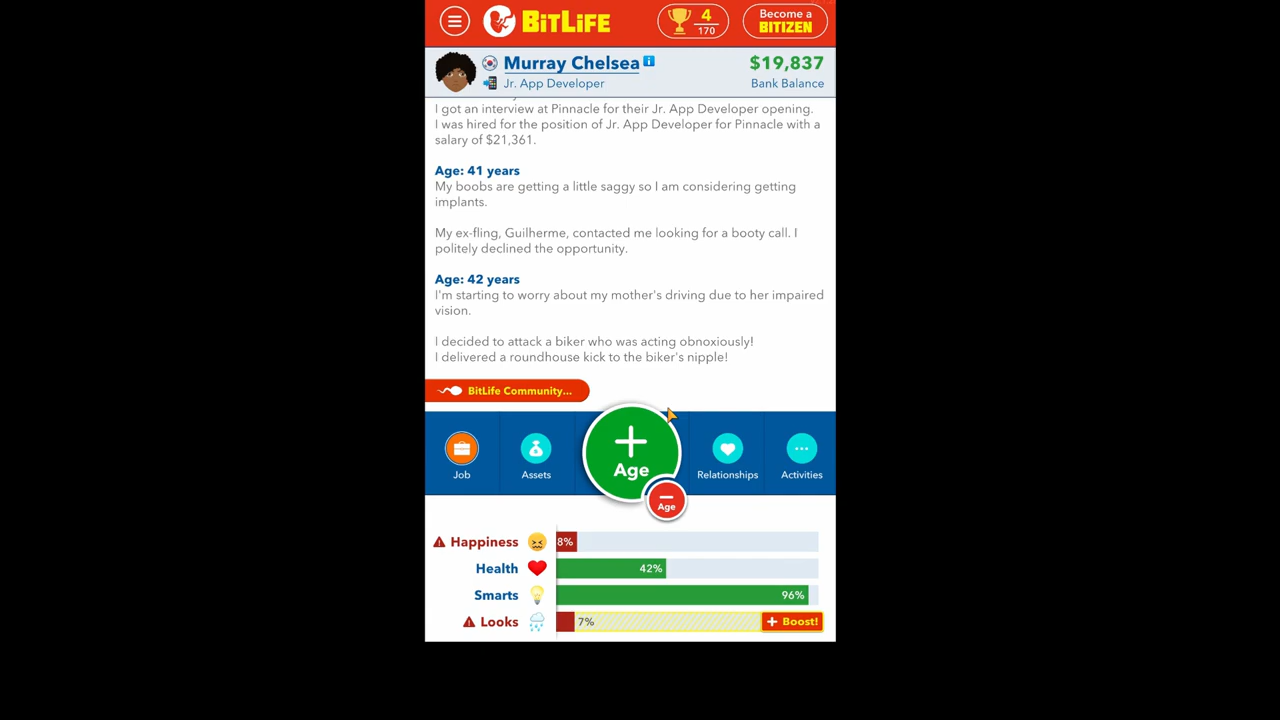 BITLIFE
4
170
Become a
BITIZEN
Murray Chelsea
$19,837
Jr. App Developer
Bank Balance
I got an interview at Pinnacle for their Jr. App Developer opening.
I was hired for the position of Jr. App Developer for Pinnacle with a
salary of $21,361.
Age: 41 years
My boobs are getting a little saggy so I am considering getting
implants.
My ex-fling, Guilherme, contacted me looking for a booty call. I
politely declined the opportunity.
Age: 42 years
I'm starting to worry about my mother's driving due to her impaired
vision.
I decided to attack a biker who was acting obnoxiously!
I delivered a roundhouse kick to the biker's nipple!
BitLife Community...
+
Age
Job
Assets
Relationships
Activities
−
Age
Happiness
8%
Health
42%
Smarts
96%
Looks
7%
+ Boost!